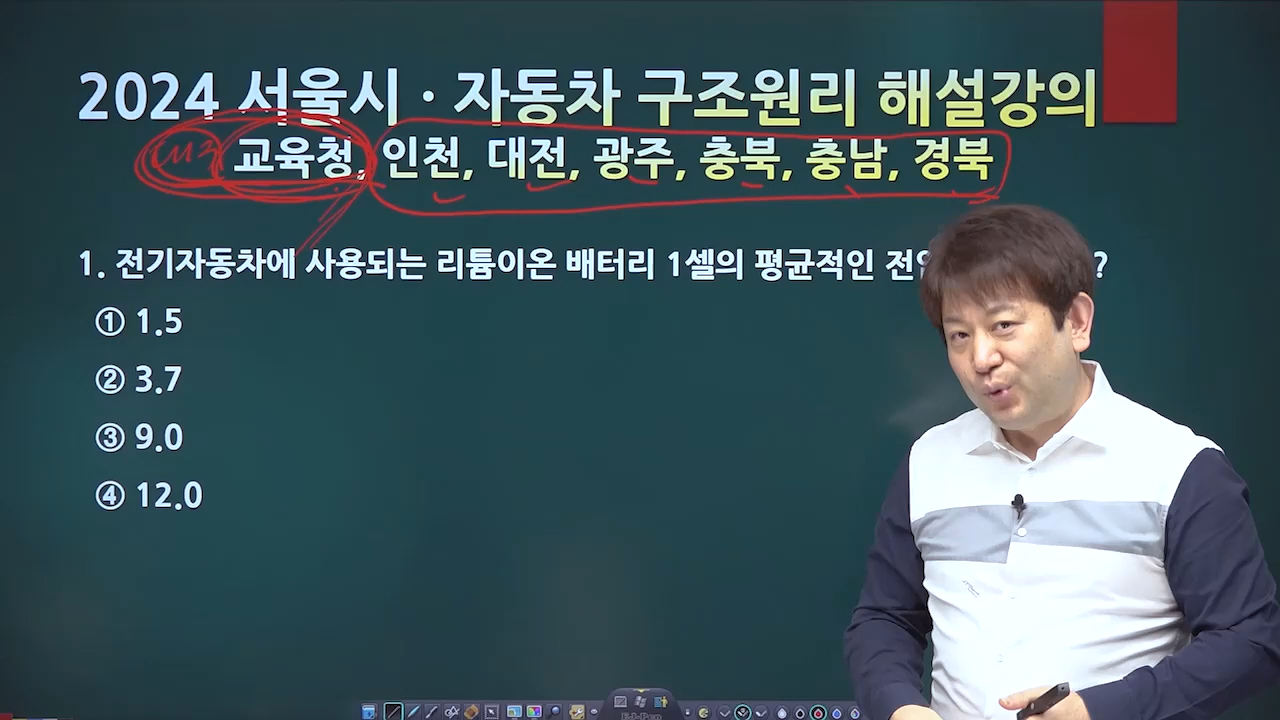 2024 서울시·자동차 구조원리 해설강의
교육청, 인천, 대전, 광주, 충북, 충남, 경북
1. 전기자동차에 사용되는 리튬이온 배터리 1셀의 평균적인 ?
① 1.5
② 3.7
③ 9.0
④ 12.0